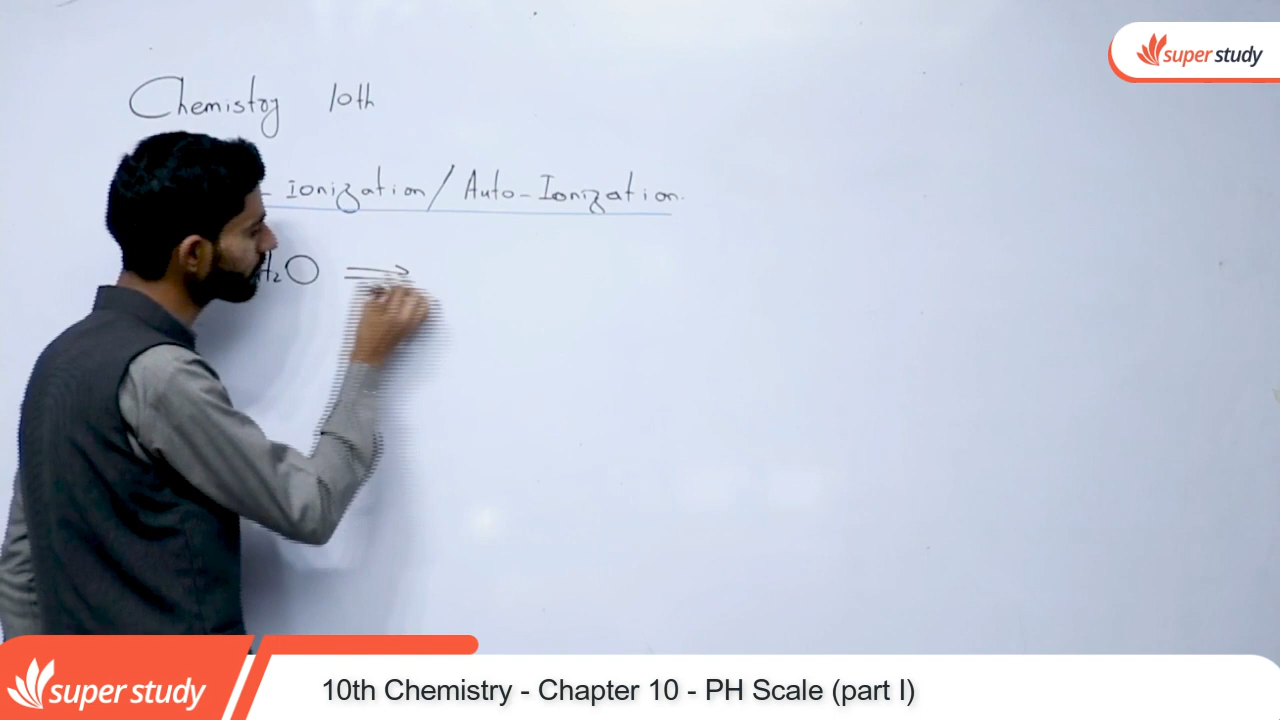 super study
Chemistry 10th
- ionization / Auto-Ionization.
H₂O ⇌
super study
10th Chemistry - Chapter 10 - PH Scale (part I)